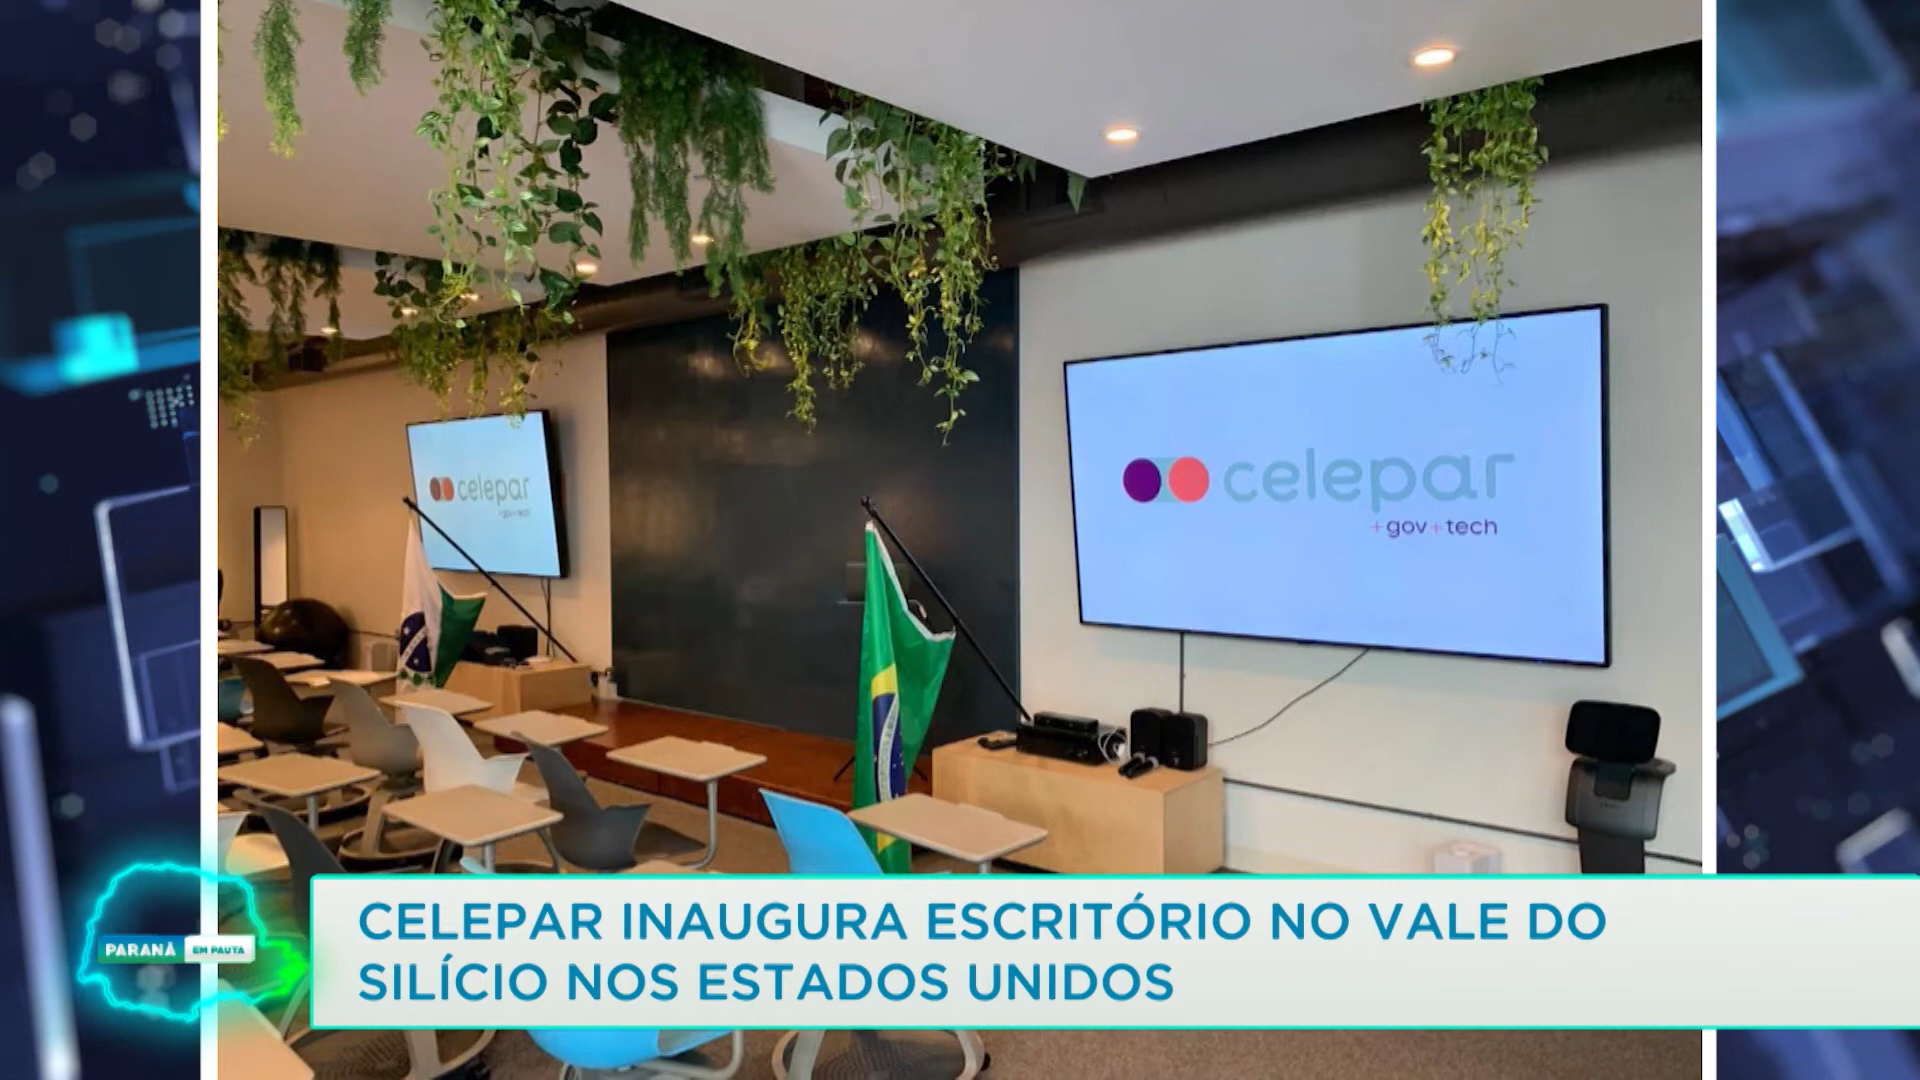 celepar
+gov+tech
celepar
+gov+tech
CELEPAR INAUGURA ESCRITÓRIO NO VALE DO
SILÍCIO NOS ESTADOS UNIDOS
PARANÁ EM PAUTA